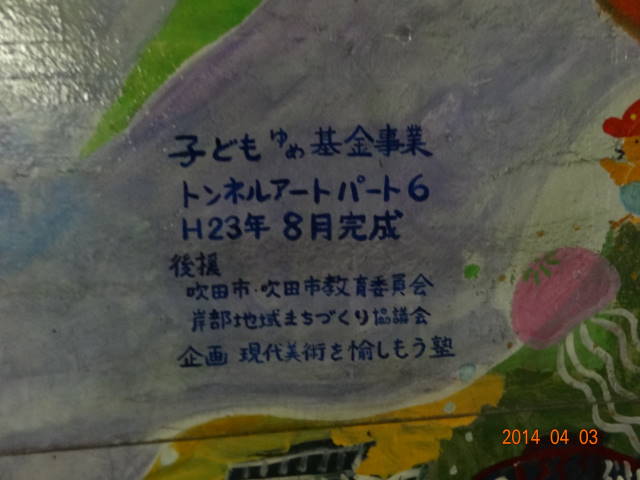 子どもゆめ基金事業
トンネルアートパート6
H23年 8月完成
後援
吹田市・吹田市教育委員会
岸部地域まちづくり協議会
企画 現代美術を愉しもう塾
2014 04 03